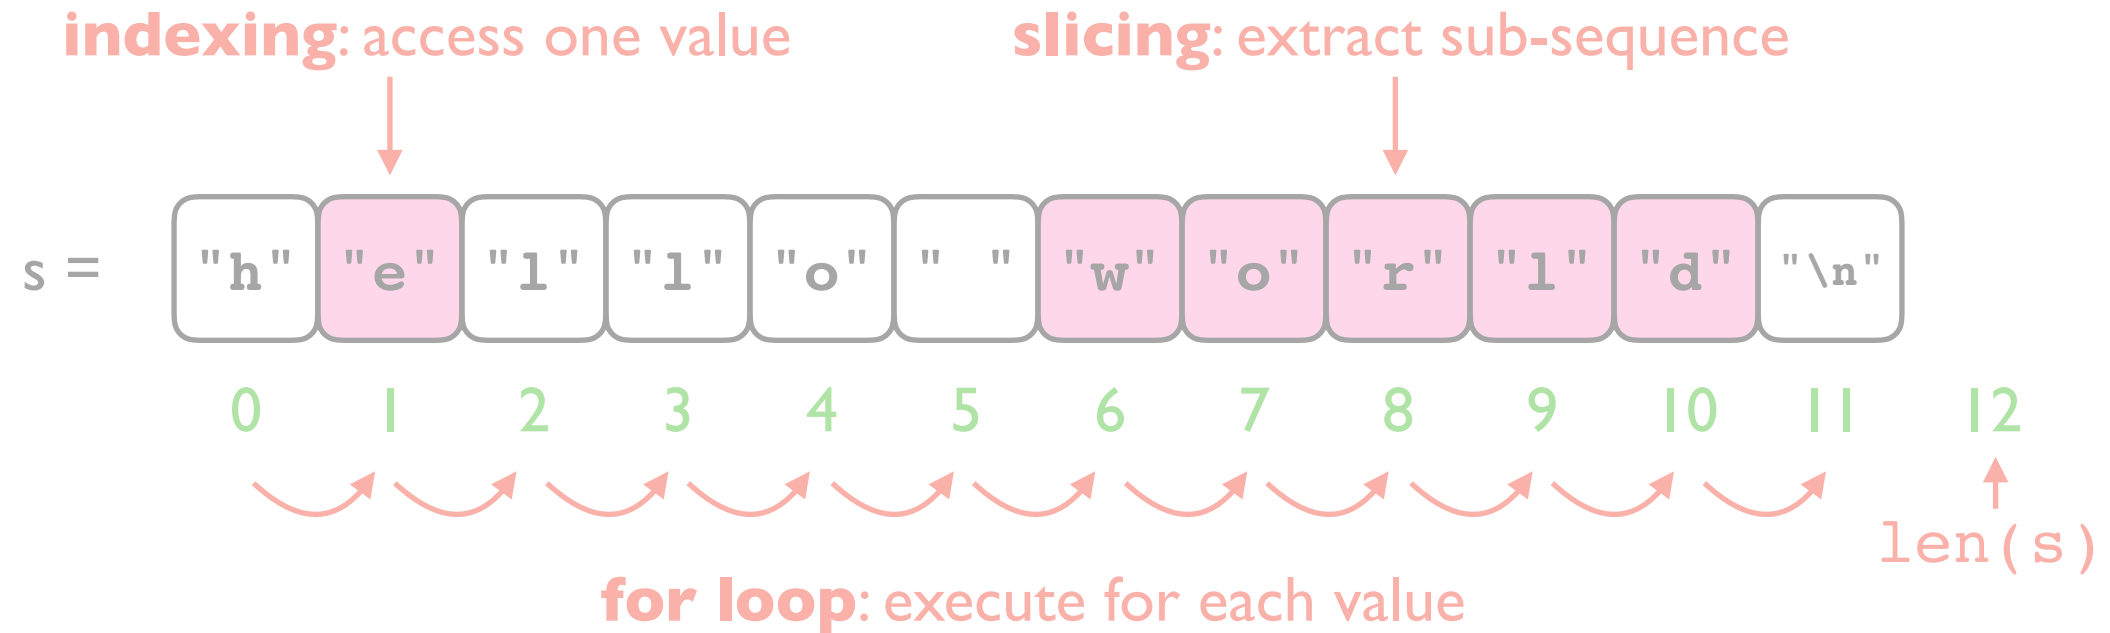 indexing: access one value slicing: extract sub-sequence
s = "h" "e" "l" "l" "o" " " "w" "o" "r" "l" "d" "\n"
0 1 2 3 4 5 6 7 8 9 10 11 12
len(s)
for loop: execute for each value